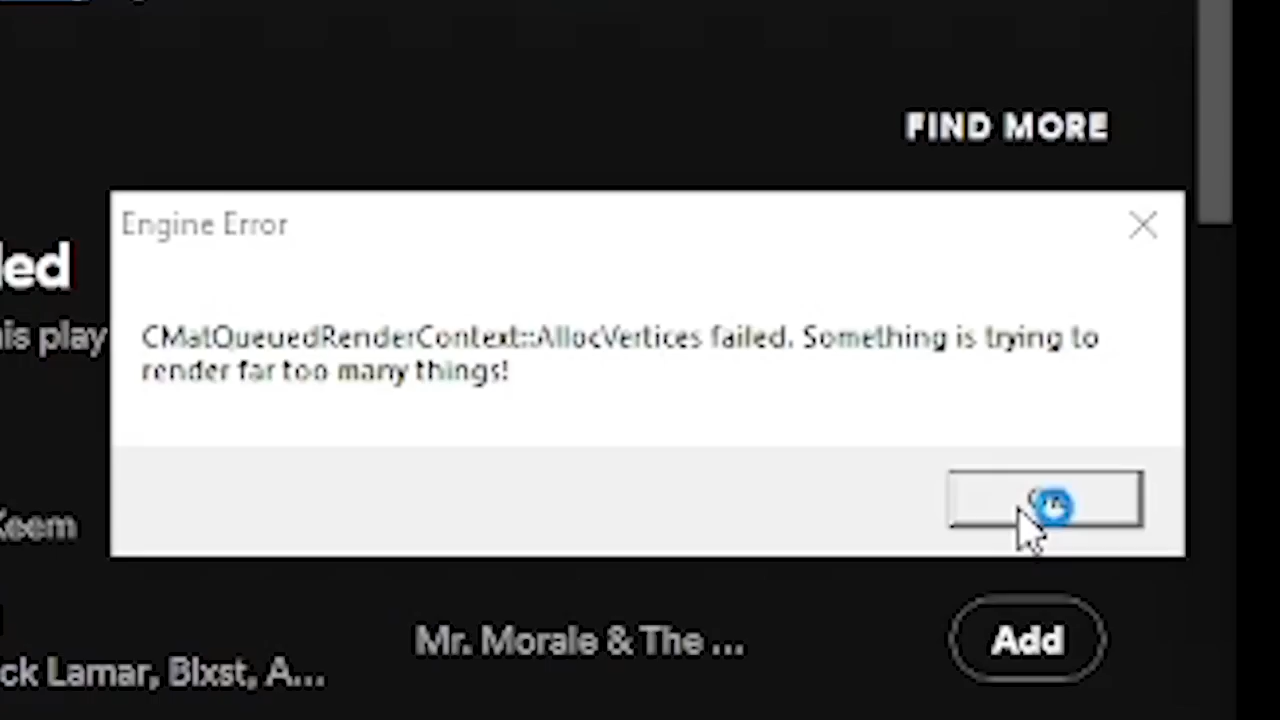 FIND MORE
Engine Error
led
his play
CMatQueuedRenderContext::AllocVertices failed. Something is trying to
render far too many things!
Keem
Mr. Morale & The ...
Add
ck Lamar, Blxst, A...